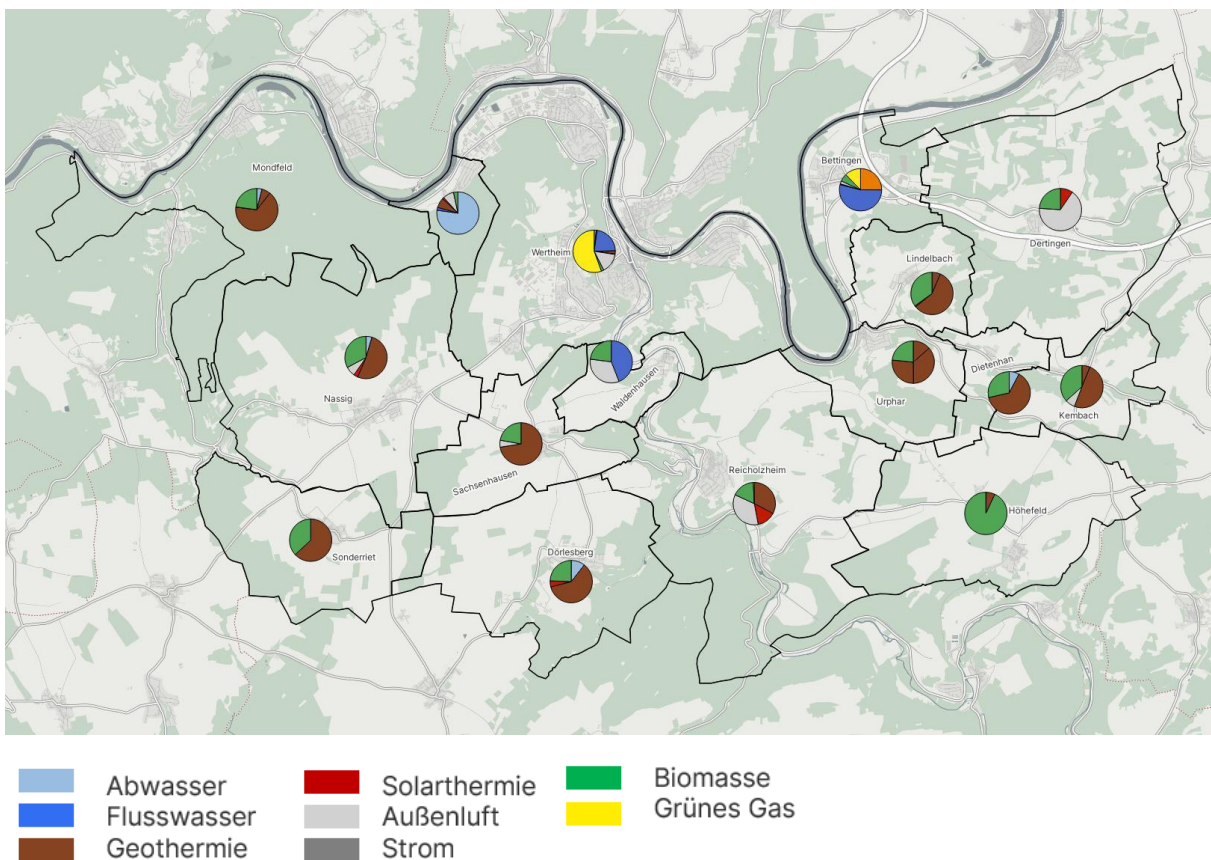 Mondfeld
Bettingen
Wertheim
Dertingen
Lindelbach
Dietenhan
Waldenhausen
Nassig
Urphar
Kembach
Sachsenhausen
Reicholzheim
Höhefeld
Sonderriet
Dörlesberg
Abwasser
Solarthermie
Biomasse
Flusswasser
Außenluft
Grünes Gas
Geothermie
Strom